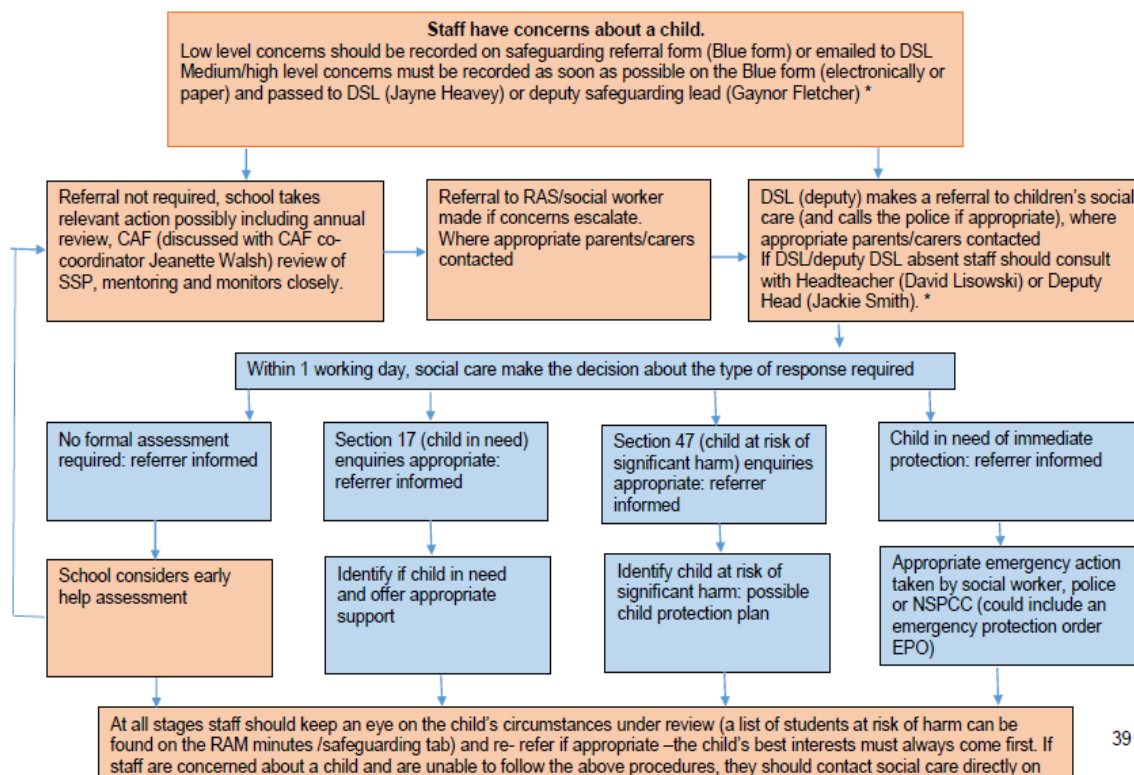 Staff have concerns about a child.
Low level concerns should be recorded on safeguarding referral form (Blue form) or emailed to DSL
Medium/high level concerns must be recorded as soon as possible on the Blue form (electronically or
paper) and passed to DSL (Jayne Heavey) or deputy safeguarding lead (Gaynor Fletcher) *
Referral not required, school takes
relevant action possibly including annual
review, CAF (discussed with CAF co-
coordinator Jeanette Walsh) review of
SSP, mentoring and monitors closely.
Referral to RAS/social worker
made if concerns escalate.
Where appropriate parents/carers
contacted
DSL (deputy) makes a referral to children's social
care (and calls the police if appropriate), where
appropriate parents/carers contacted
If DSL/deputy DSL absent staff should consult
with Headteacher (David Lisowski) or Deputy
Head (Jackie Smith). *
Within 1 working day, social care make the decision about the type of response required
No formal assessment
required: referrer informed
Section 17 (child in need)
enquiries appropriate:
referrer informed
Section 47 (child at risk of
significant harm) enquiries
appropriate: referrer
informed
Child in need of immediate
protection: referrer informed
School considers early
help assessment
Identify if child in need
and offer appropriate
support
Identify child at risk of
significant harm: possible
child protection plan
Appropriate emergency action
taken by social worker, police
or NSPCC (could include an
emergency protection order
EPO)
At all stages staff should keep an eye on the child's circumstances under review (a list of students at risk of harm can be
found on the RAM minutes /safeguarding tab) and re- refer if appropriate –the child's best interests must always come first. If
staff are concerned about a child and are unable to follow the above procedures, they should contact social care directly on
39